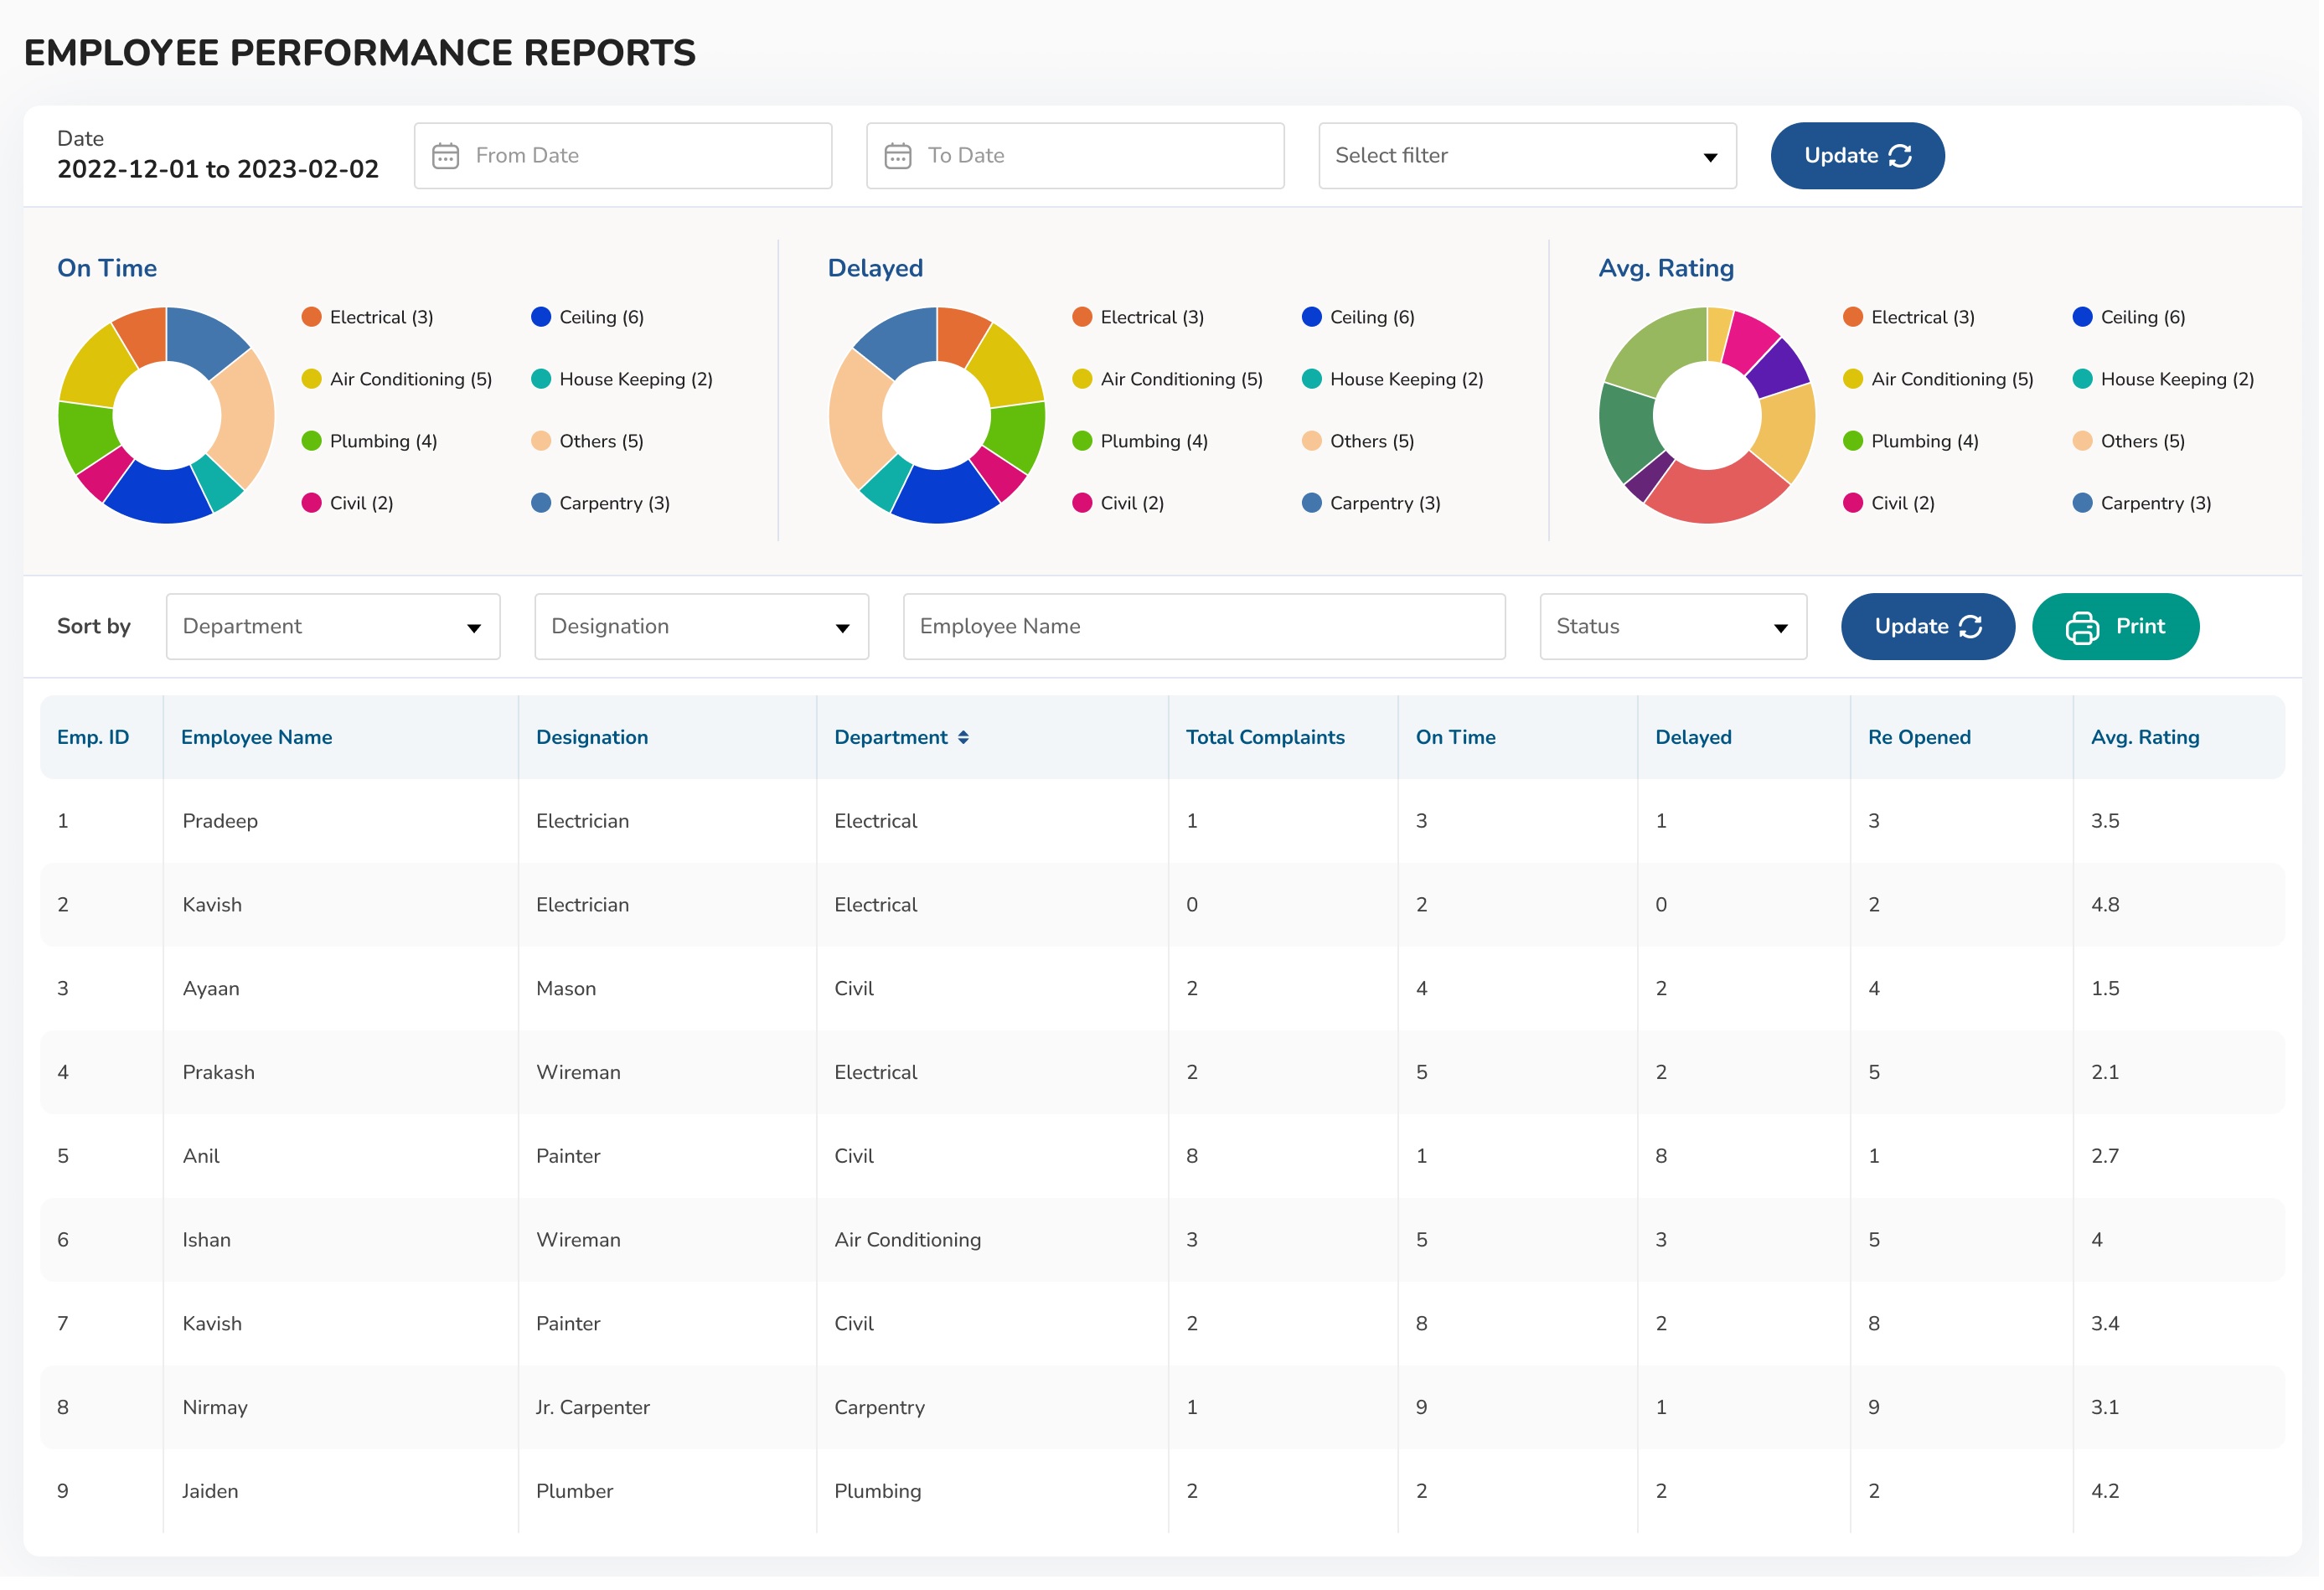 EMPLOYEE PERFORMANCE REPORTS
Date
2022-12-01 to 2023-02-02
From Date
To Date
Select filter
Update
On Time
Electrical (3)
Ceiling (6)
Air Conditioning (5)
House Keeping (2)
Plumbing (4)
Others (5)
Civil (2)
Carpentry (3)
Delayed
Electrical (3)
Ceiling (6)
Air Conditioning (5)
House Keeping (2)
Plumbing (4)
Others (5)
Civil (2)
Carpentry (3)
Avg. Rating
Electrical (3)
Ceiling (6)
Air Conditioning (5)
House Keeping (2)
Plumbing (4)
Others (5)
Civil (2)
Carpentry (3)
Sort by
Department
Designation
Employee Name
Status
Update
Print
Emp. ID Employee Name Designation Department Total Complaints On Time Delayed Re Opened Avg. Rating
1 Pradeep Electrician Electrical 1 3 1 3 3.5
2 Kavish Electrician Electrical 0 2 0 2 4.8
3 Ayaan Mason Civil 2 4 2 4 1.5
4 Prakash Wireman Electrical 2 5 2 5 2.1
5 Anil Painter Civil 8 1 8 1 2.7
6 Ishan Wireman Air Conditioning 3 5 3 5 4
7 Kavish Painter Civil 2 8 2 8 3.4
8 Nirmay Jr. Carpenter Carpentry 1 9 1 9 3.1
9 Jaiden Plumber Plumbing 2 2 2 2 4.2